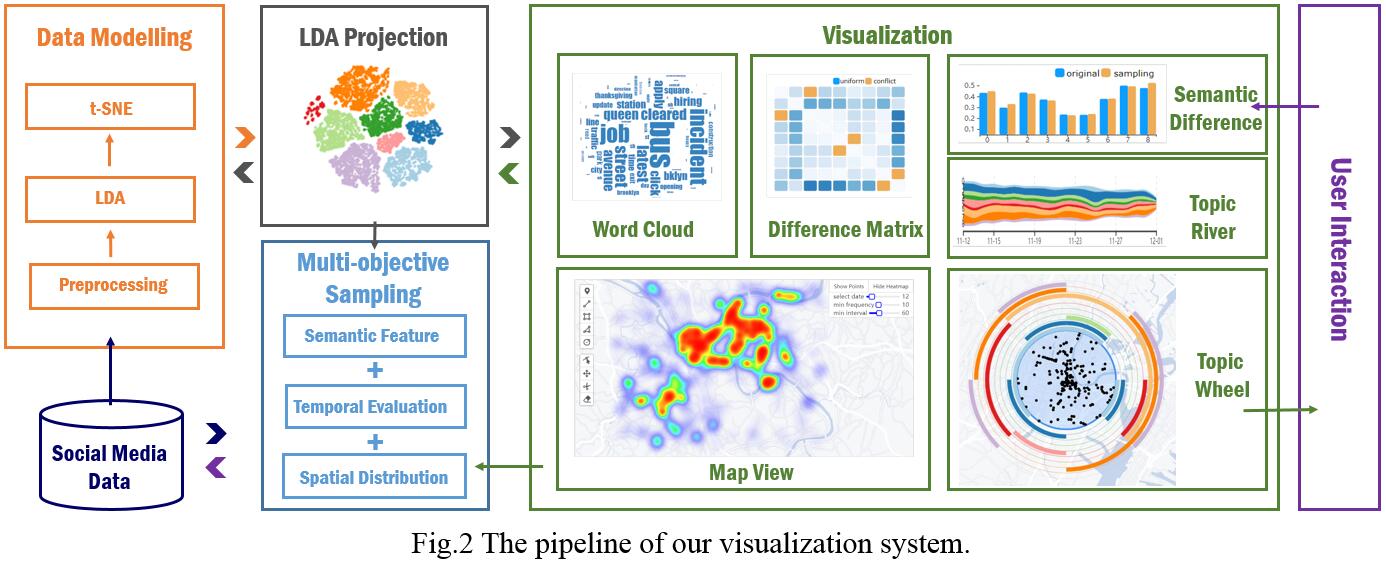 Data Modelling
t-SNE
LDA
Preprocessing
Social Media
Data
LDA Projection
Multi-objective
Sampling
Semantic Feature
+
Temporal Evaluation
+
Spatial Distribution
Visualization
thanksgiving
update
station
apply
square
hiring
queen
cleared
line
traffic
job
bus
incident
construction
park
city
avenue
street
time out
latest
click
bklyn
opening
brooklyn
Word Cloud
uniform conflict
Difference Matrix
original sampling
0.5
0.4
0.3
0.2
0.1
0 1 2 3 4 5 6 7 8
Semantic
Difference
11-12 11-15 11-19 11-23 11-27 12-01
Topic
River
Show Points Hide Heatmap
select date 12
min frequency 10
min interval 60
Map View
Topic
Wheel
User Interaction
Fig.2 The pipeline of our visualization system.